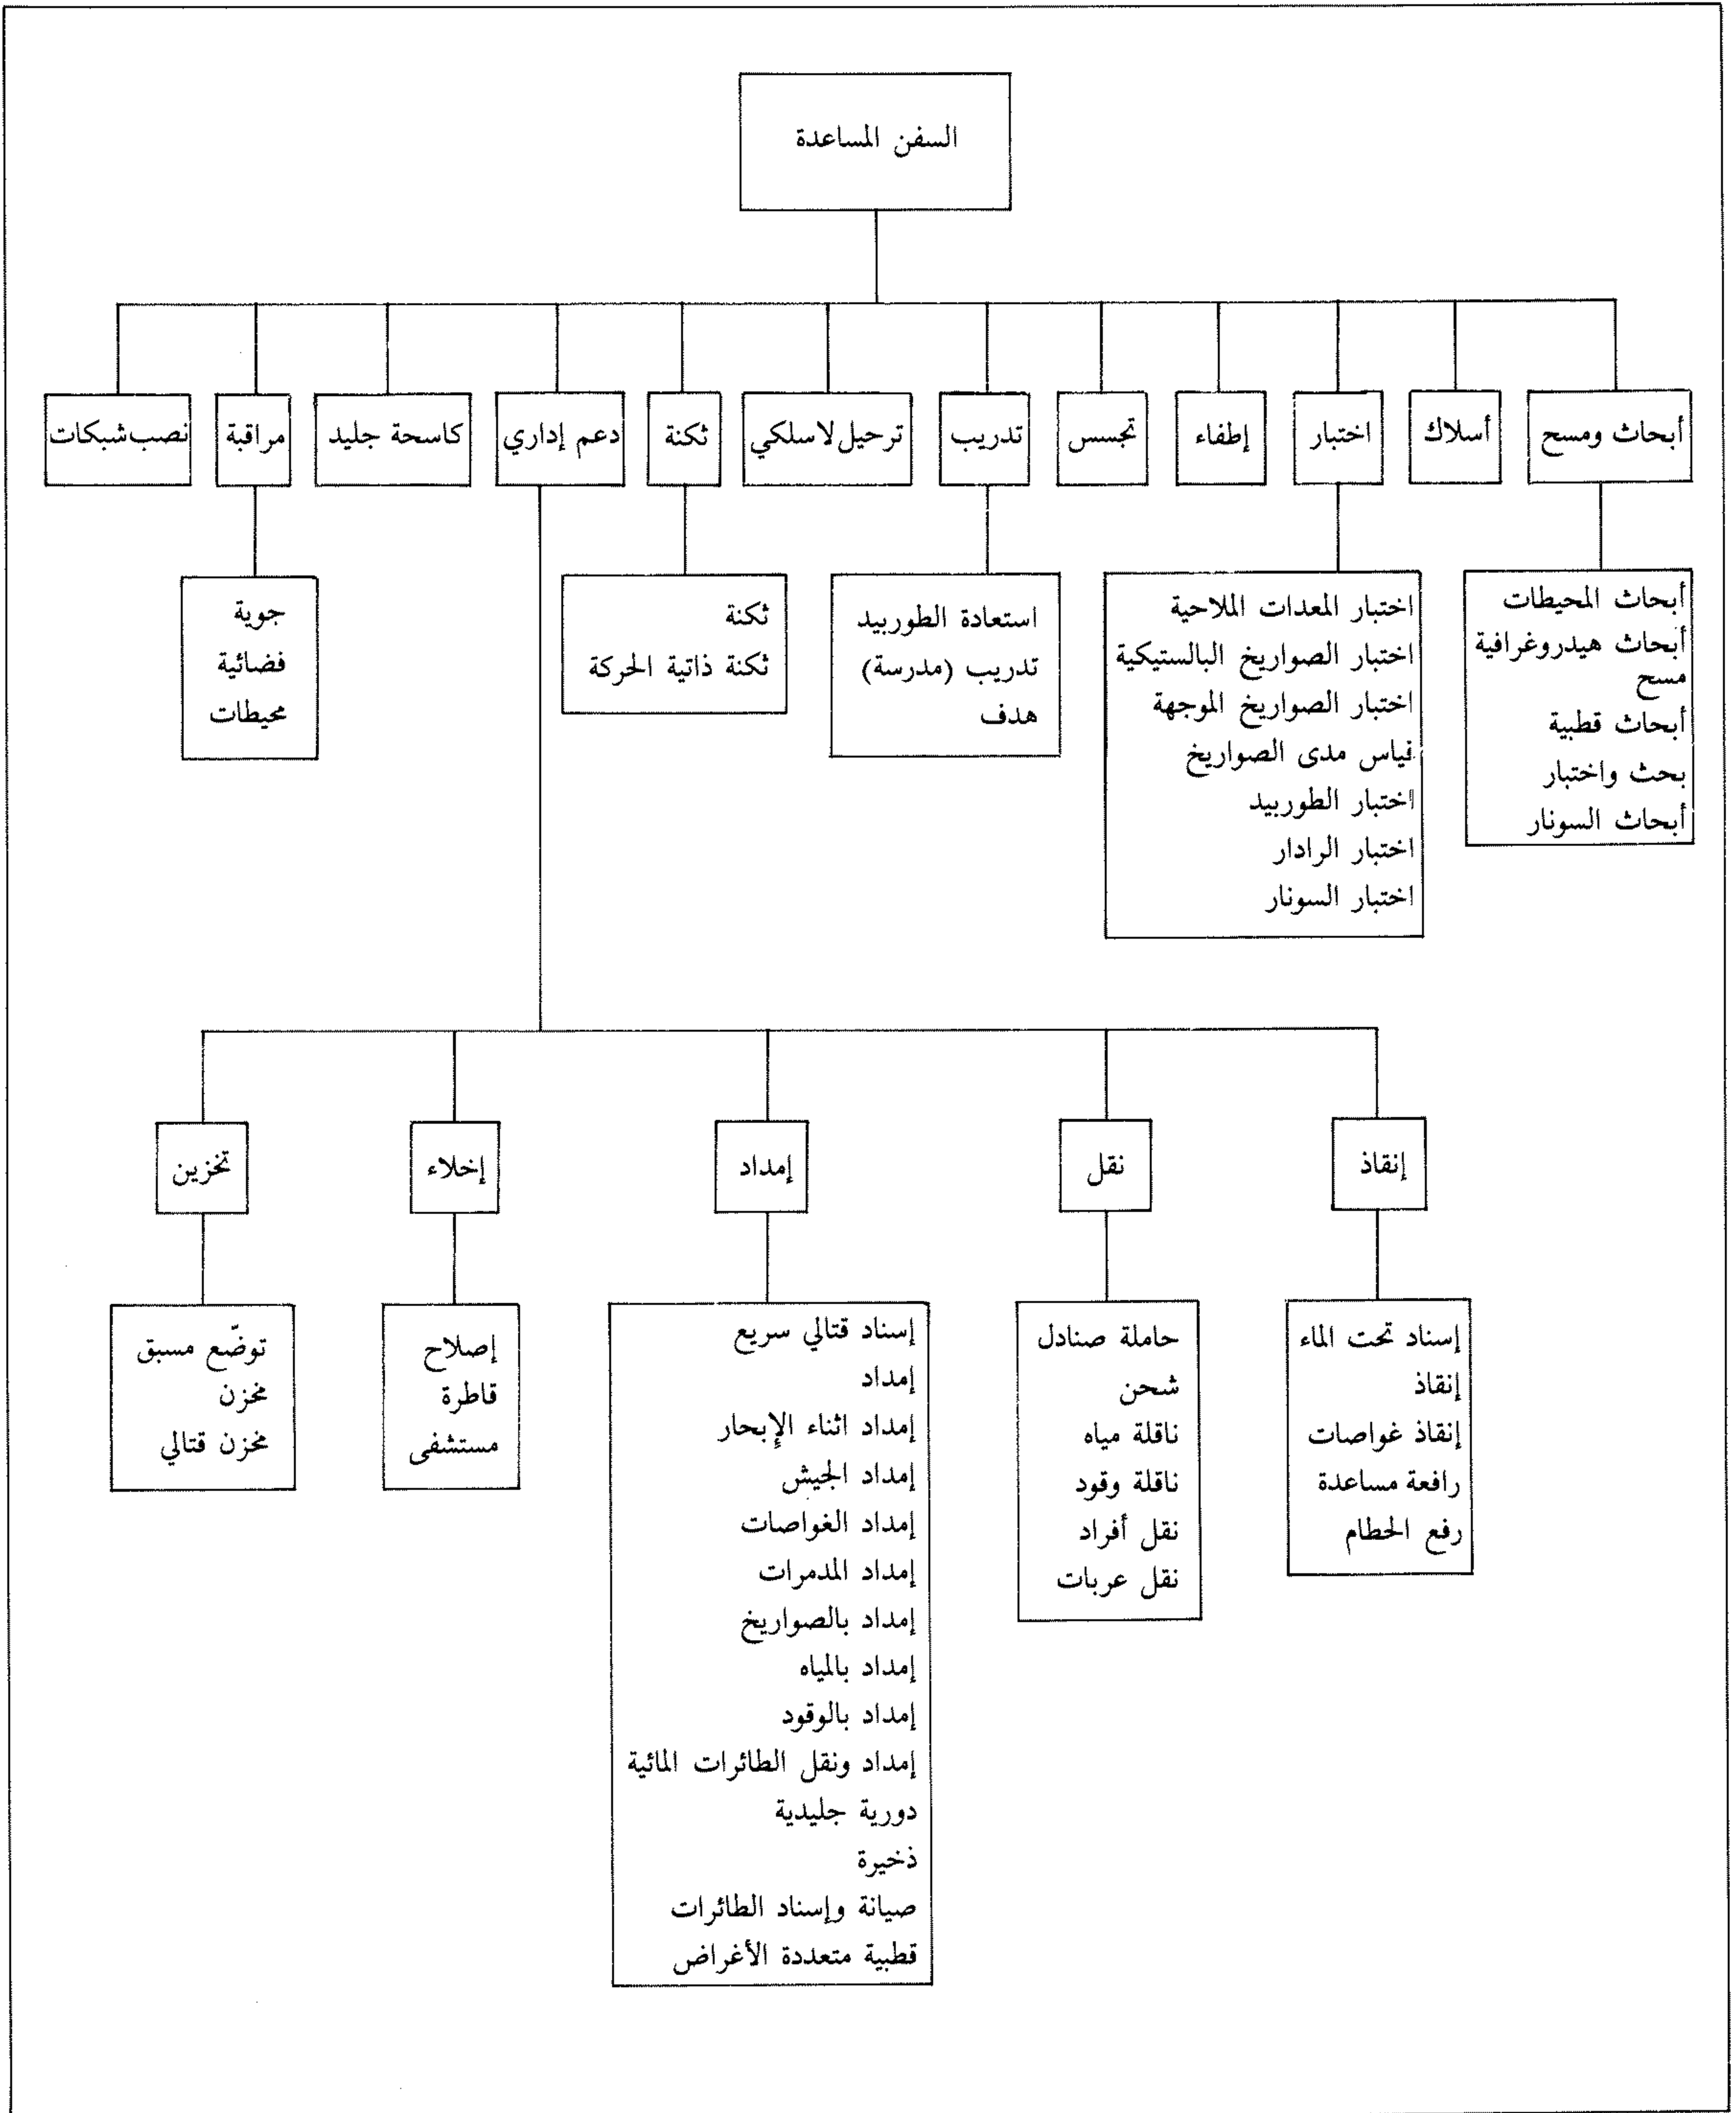 السفن المساعدة
أبحاث ومسح
أسلاك
اختبار
إطفاء
تجسس
تدريب
ترحيل لاسلكي
ثكنة
دعم إداري
كاسحة جليد
مراقبة
نصب شبكات
أبحاث المحيطات
أبحاث هيدروغرافية
مسح
أبحاث قطبية
بحث واختبار
أبحاث السونار
اختبار المعدات الملاحية
اختبار الصواريخ البالستيكية
اختبار الصواريخ الموجهة
قياس مدى الصواريخ
اختبار الطوربيد
اختبار الرادار
اختبار السونار
استعادة الطوربيد
تدريب (مدرسة)
هدف
ثكنة
ثكنة ذاتية الحركة
جوية
فضائية
محيطات
إنقاذ
نقل
إمداد
إخلاء
تخزين
إسناد تحت الماء
إنقاذ
إنقاذ غواصات
رافعة مساعدة
رفع الحطام
حاملة صنادل
شحن
ناقلة مياه
ناقلة وقود
نقل أفراد
نقل عربات
إسناد قتالي سريع
إمداد
إمداد اثناء الإبحار
إمداد الجيش
إمداد الغواصات
إمداد المدمرات
إمداد بالصواريخ
إمداد بالمياه
إمداد بالوقود
إمداد ونقل الطائرات المائية
دورية جليدية
ذخيرة
صيانة وإسناد الطائرات
قطبية متعددة الأغراض
إصلاح
قاطرة
مستشفى
توضّع مسبق
مخزن
مخزن قتالي